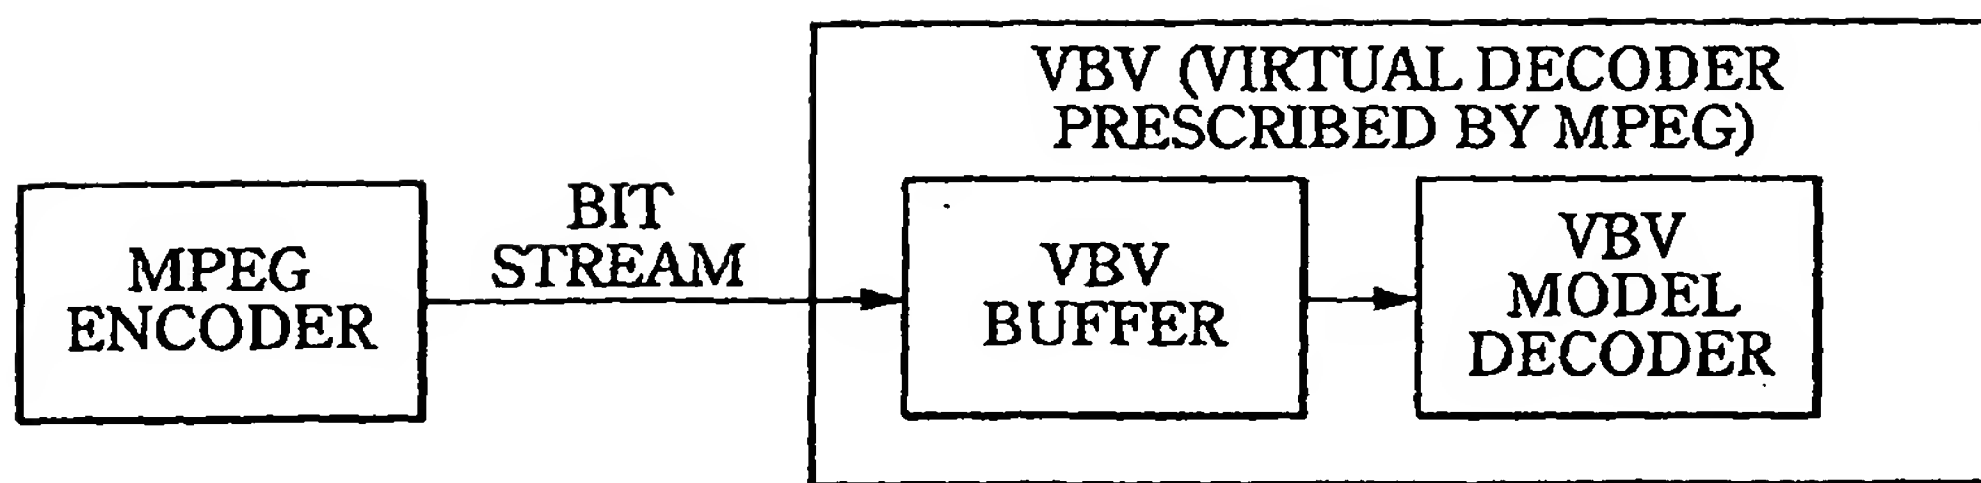 VBV (VIRTUAL DECODER
PRESCRIBED BY MPEG)
MPEG
ENCODER
BIT
STREAM
VBV
BUFFER
VBV
MODEL
DECODER